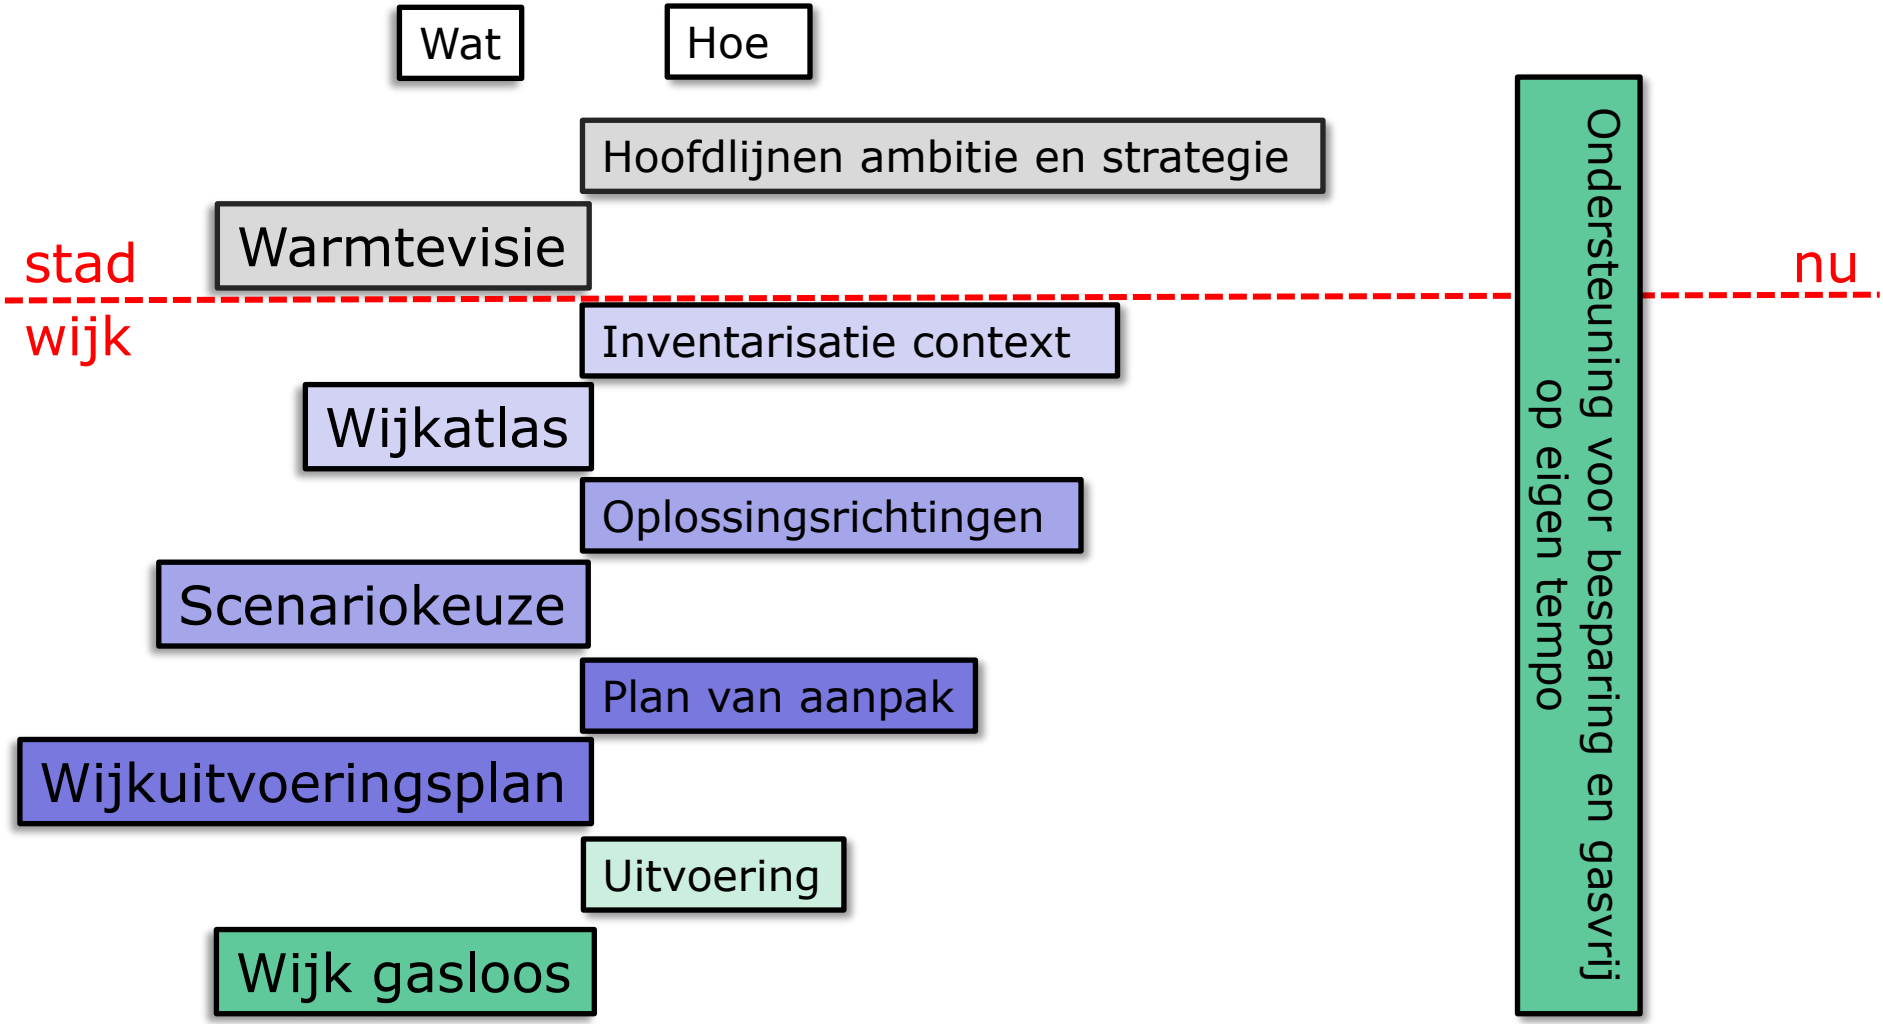 Wat
Hoe
Hoofdlijnen ambitie en strategie
Warmtevisie
stad
nu
wijk
Inventarisatie context
Wijkatlas
Oplossingsrichtingen
Scenariokeuze
Plan van aanpak
Wijkuitvoeringsplan
Uitvoering
Wijk gasloos
Ondersteuning voor besparing en gasvrij
op eigen tempo